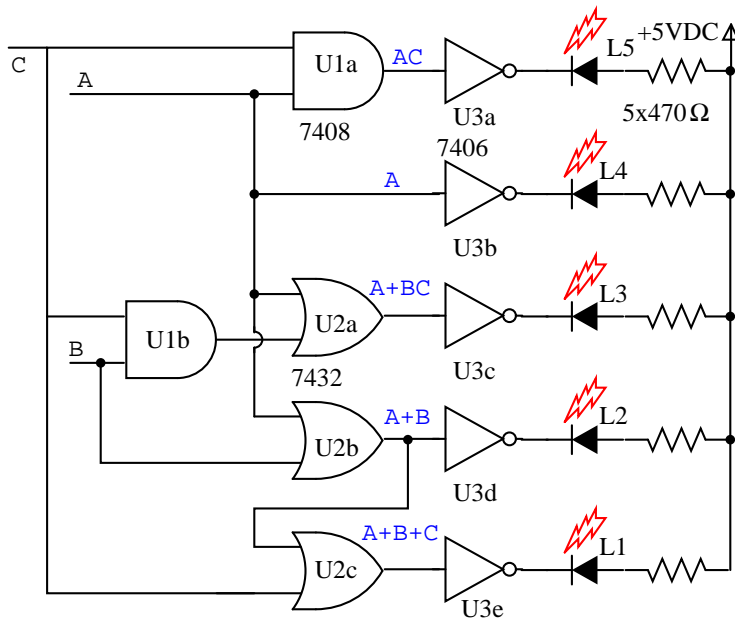 +5VDC
L5
AC
C
U1a
A
U3a
5x470Ω
7408
7406
L4
A
U3b
A+BC
L3
U2a
U1b
B
U3c
7432
A+B
L2
U2b
U3d
A+B+C
L1
U2c
U3e